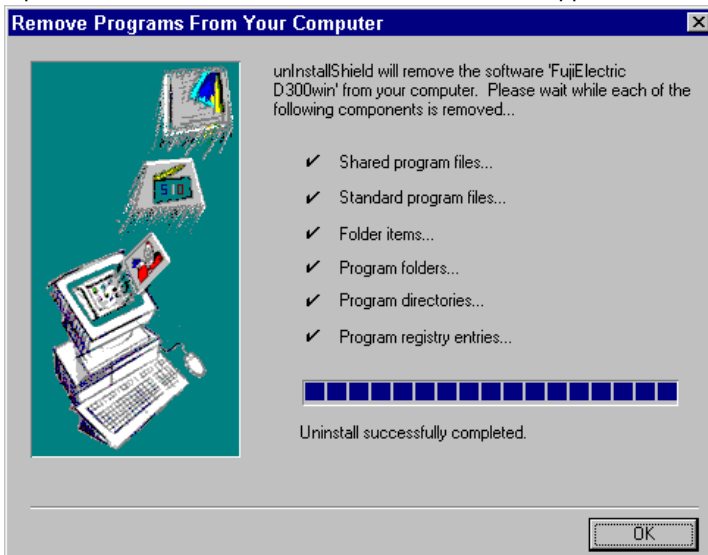 Remove Programs From Your Computer
unInstallShield will remove the software 'FujiElectric
D300win' from your computer. Please wait while each of the
following components is removed...
✔ Shared program files...
✔ Standard program files...
✔ Folder items...
✔ Program folders...
✔ Program directories...
✔ Program registry entries...
Uninstall successfully completed.
OK